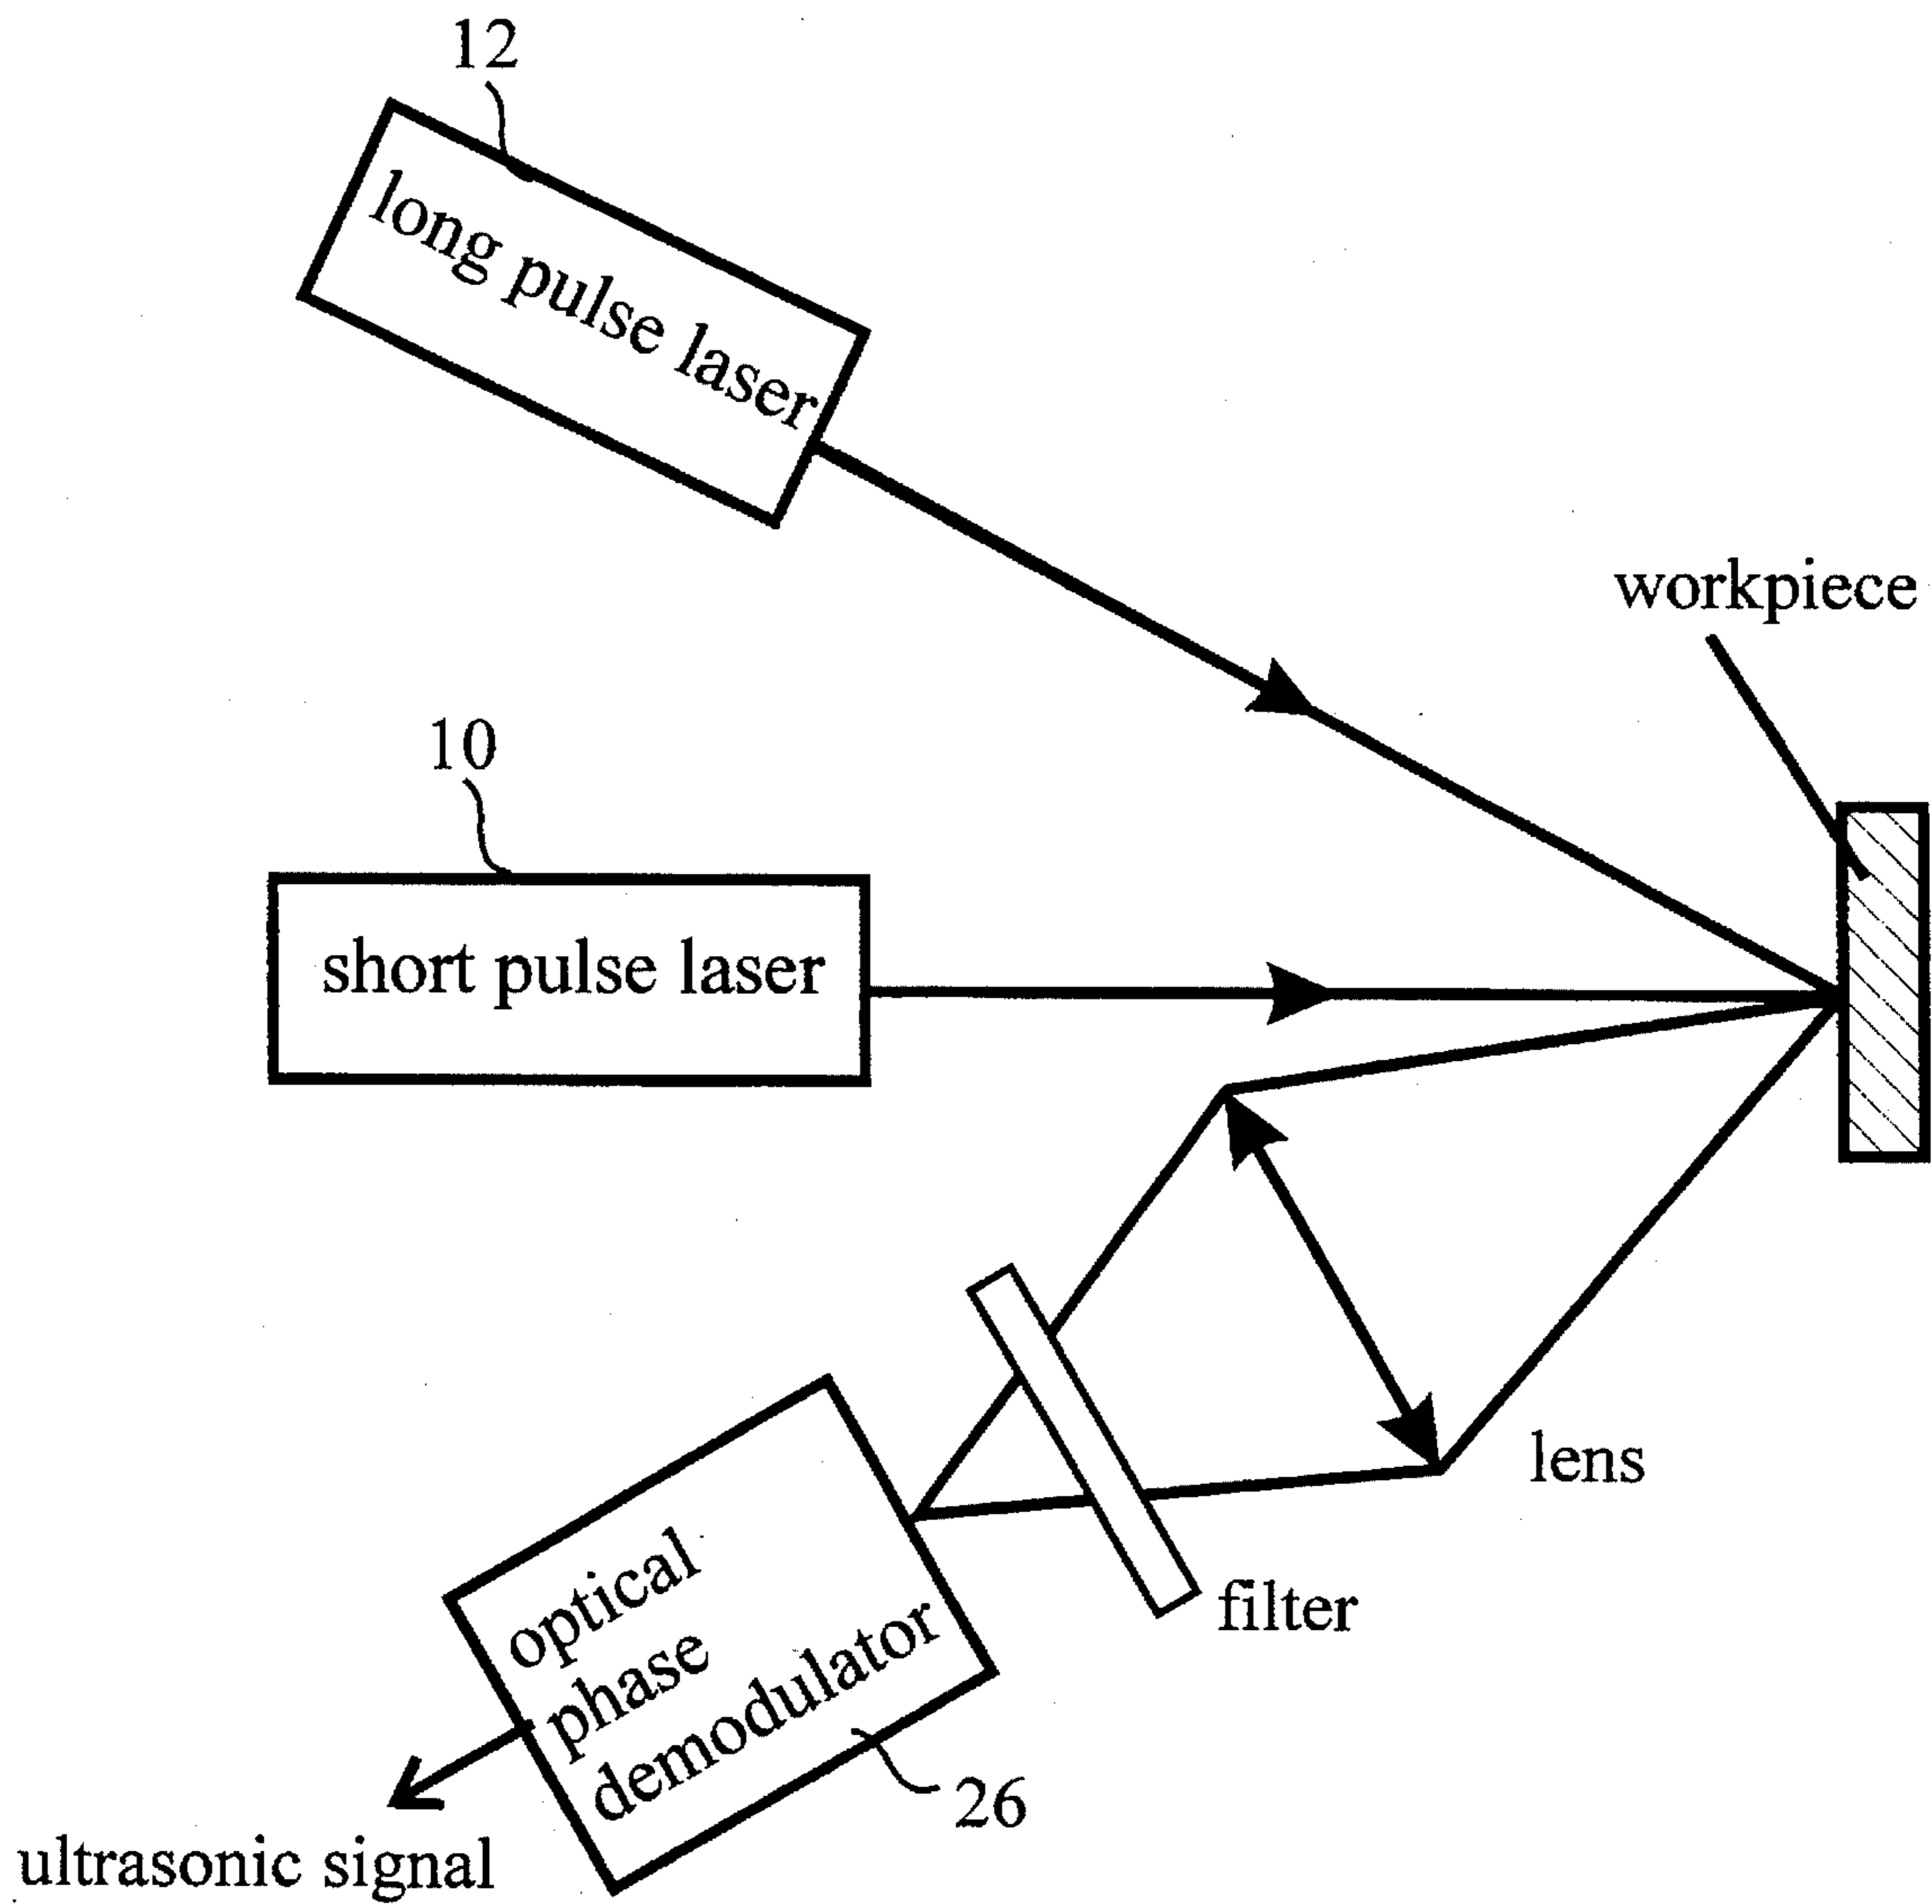 12
long pulse laser
workpiece
10
short pulse laser
lens
filter
optical
phase
demodulator
26
ultrasonic signal